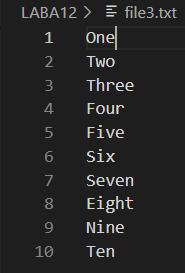 LABA12 > file3.txt
1 One
2 Two
3 Three
4 Four
5 Five
6 Six
7 Seven
8 Eight
9 Nine
10 Ten